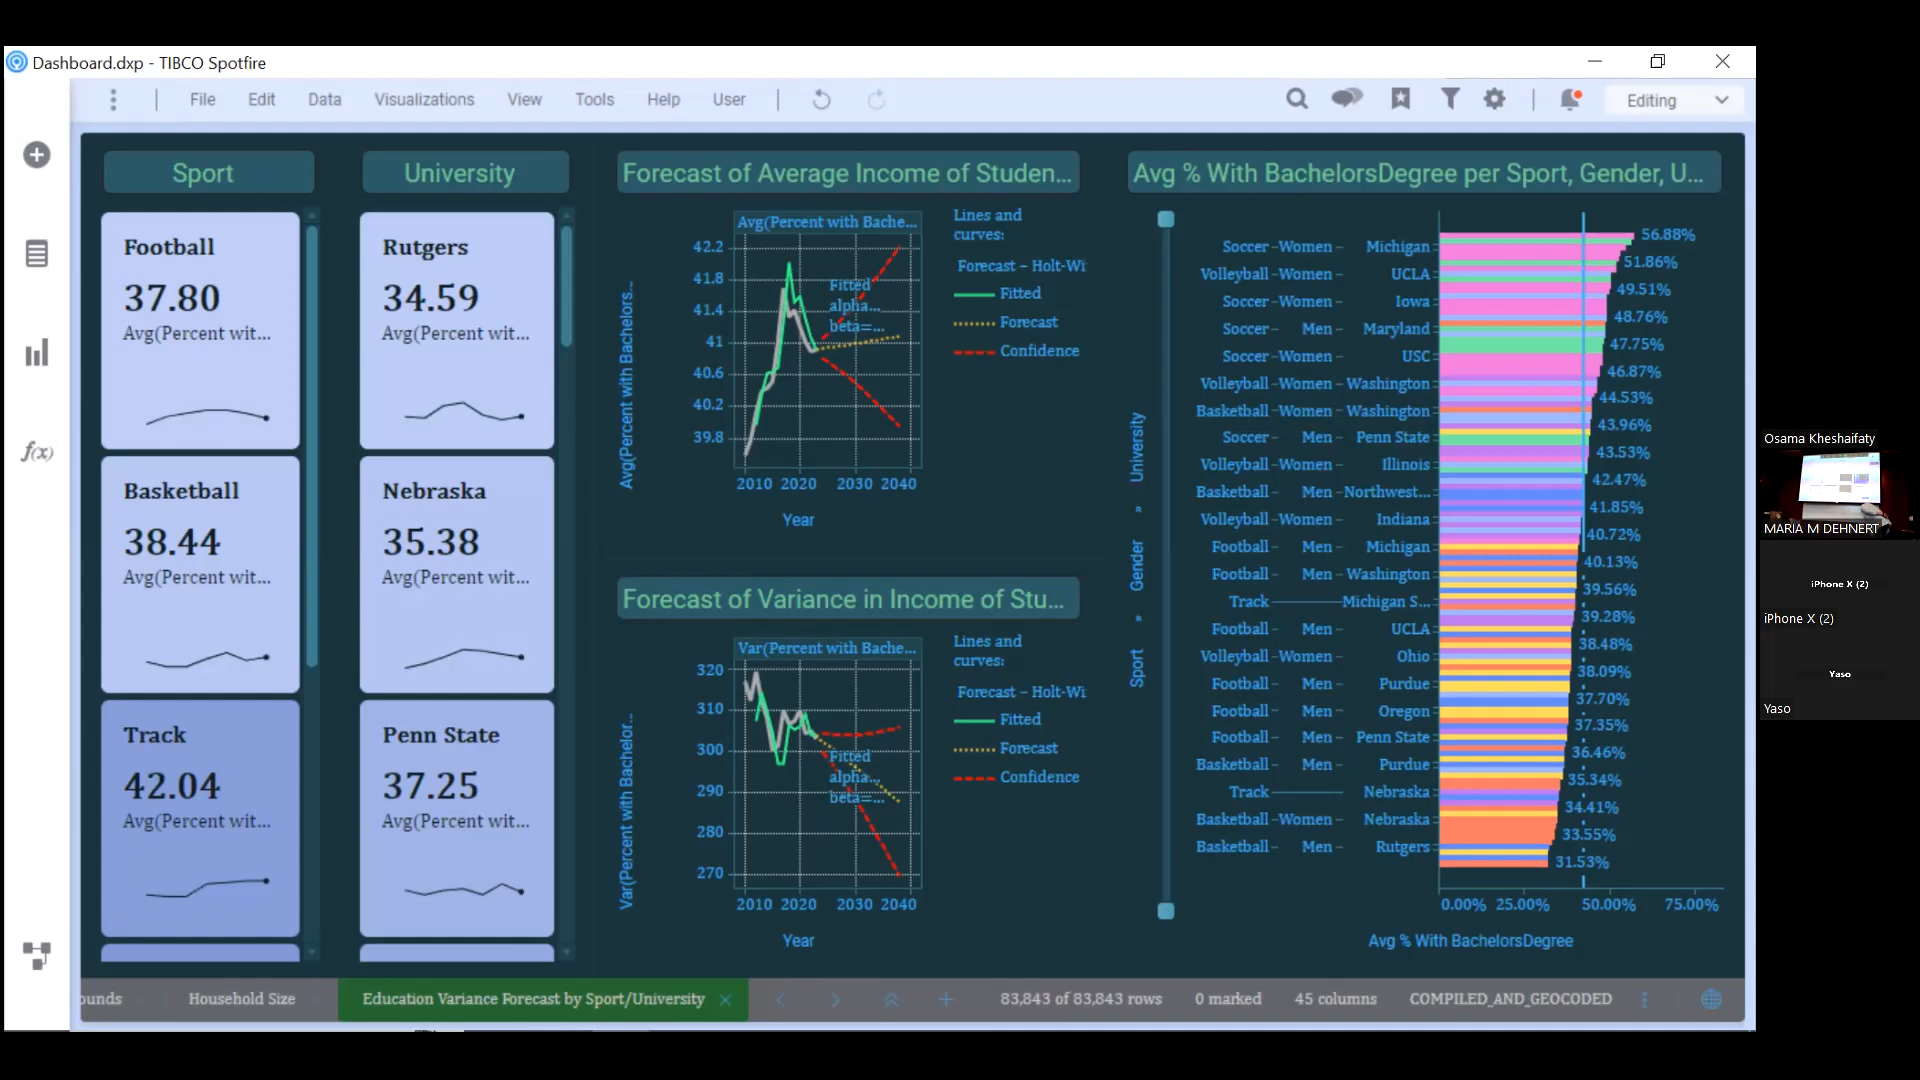 Dashboard.dxp - TIBCO Spotfire
File Edit Data Visualizations View Tools Help User
Editing
f(x)
Sport
Football
37.80
Avg(Percent wit...
Basketball
38.44
Avg(Percent wit...
Track
42.04
Avg(Percent wit...
University
Rutgers
34.59
Avg(Percent wit...
Nebraska
35.38
Avg(Percent wit...
Penn State
37.25
Avg(Percent wit...
Forecast of Average Income of Studen...
Avg(Percent with Bache...
Avg(Percent with Bachelors...
42.2
41.8
41.4
41
40.6
40.2
39.8
Fitted
alpha...
beta=...
2010 2020 2030 2040
Year
Lines and
curves:
Forecast – Holt-Wi
Fitted
Forecast
Confidence
Forecast of Variance in Income of Stu...
Var(Percent with Bache...
Var(Percent with Bachelor...
320
310
300
290
280
270
Fitted
alpha...
beta=...
2010 2020 2030 2040
Year
Lines and
curves:
Forecast – Holt-Wi
Fitted
Forecast
Confidence
Avg % With BachelorsDegree per Sport, Gender, U...
Sport » Gender » University
Soccer Women Michigan
Volleyball Women UCLA
Soccer Women Iowa
Soccer Men Maryland
Soccer Women USC
Volleyball Women Washington
Basketball Women Washington
Soccer Men Penn State
Volleyball Women Illinois
Basketball Men Northwest...
Volleyball Women Indiana
Football Men Michigan
Football Men Washington
Track Michigan S...
Football Men UCLA
Volleyball Women Ohio
Football Men Purdue
Football Men Oregon
Football Men Penn State
Basketball Men Purdue
Track Nebraska
Basketball Women Nebraska
Basketball Men Rutgers
56.88%
51.86%
49.51%
48.76%
47.75%
46.87%
44.53%
43.96%
43.53%
42.47%
41.85%
40.72%
40.13%
39.56%
39.28%
38.48%
38.09%
37.70%
37.35%
36.46%
35.34%
34.41%
33.55%
31.53%
0.00% 25.00% 50.00% 75.00%
Avg % With BachelorsDegree
ounds Household Size Education Variance Forecast by Sport/University 83,843 of 83,843 rows 0 marked 45 columns COMPILED_AND_GEOCODED
Osama Kheshaifaty
MARIA M DEHNERT
iPhone X (2)
iPhone X (2)
Yaso
Yaso